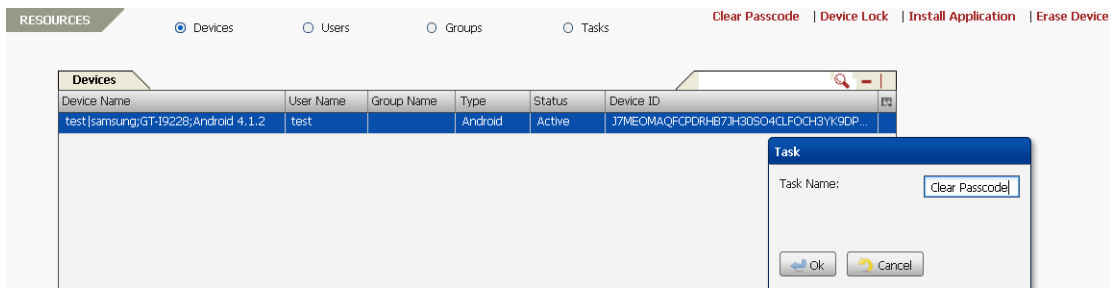 RESOURCES
Devices Users Groups Tasks
Clear Passcode | Device Lock | Install Application | Erase Device
Devices
Device Name User Name Group Name Type Status Device ID
test|samsung;GT-I9228;Android 4.1.2 test Android Active J7MEOMAQFCPDRHB7JH30SO4CLFOCH3YK9DP...
Task
Task Name: Clear Passcode
Ok Cancel